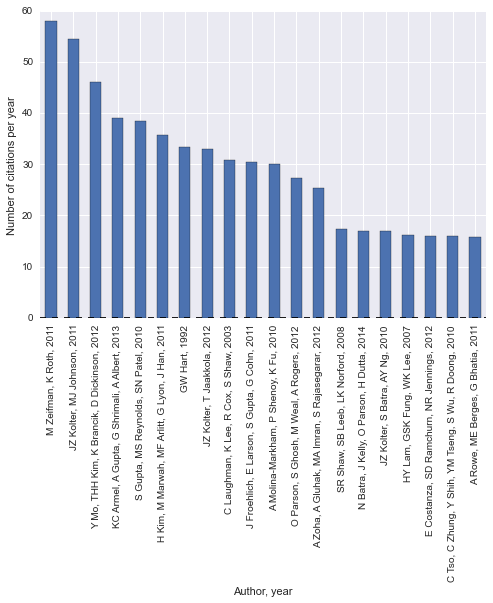 60
50
40
30
20
10
0
Number of citations per year
M Zeifman, K Roth, 2011
JZ Kolter, MJ Johnson, 2011
Y Mo, THH Kim, K Brancik, D Dickinson, 2012
KC Armel, A Gupta, G Shrimali, A Albert, 2013
S Gupta, MS Reynolds, SN Patel, 2010
H Kim, M Marwah, MF Arlitt, G Lyon, J Han, 2011
GW Hart, 1992
JZ Kolter, T Jaakkola, 2012
C Laughman, K Lee, R Cox, S Shaw, 2003
J Froehlich, E Larson, S Gupta, G Cohn, 2011
A Molina-Markham, P Shenoy, K Fu, 2010
O Parson, S Ghosh, M Weal, A Rogers, 2012
A Zoha, A Gluhak, MA Imran, S Rajasegarar, 2012
SR Shaw, SB Leeb, LK Norford, 2008
N Batra, J Kelly, O Parson, H Dutta, 2014
JZ Kolter, S Batra, AY Ng, 2010
HY Lam, GSK Fung, WK Lee, 2007
E Costanza, SD Ramchurn, NR Jennings, 2012
C Tso, C Zhung, Y Shih, YM Tseng, S Wu, R Doong, 2010
A Rowe, ME Berges, G Bhatia, 2011
Author, year